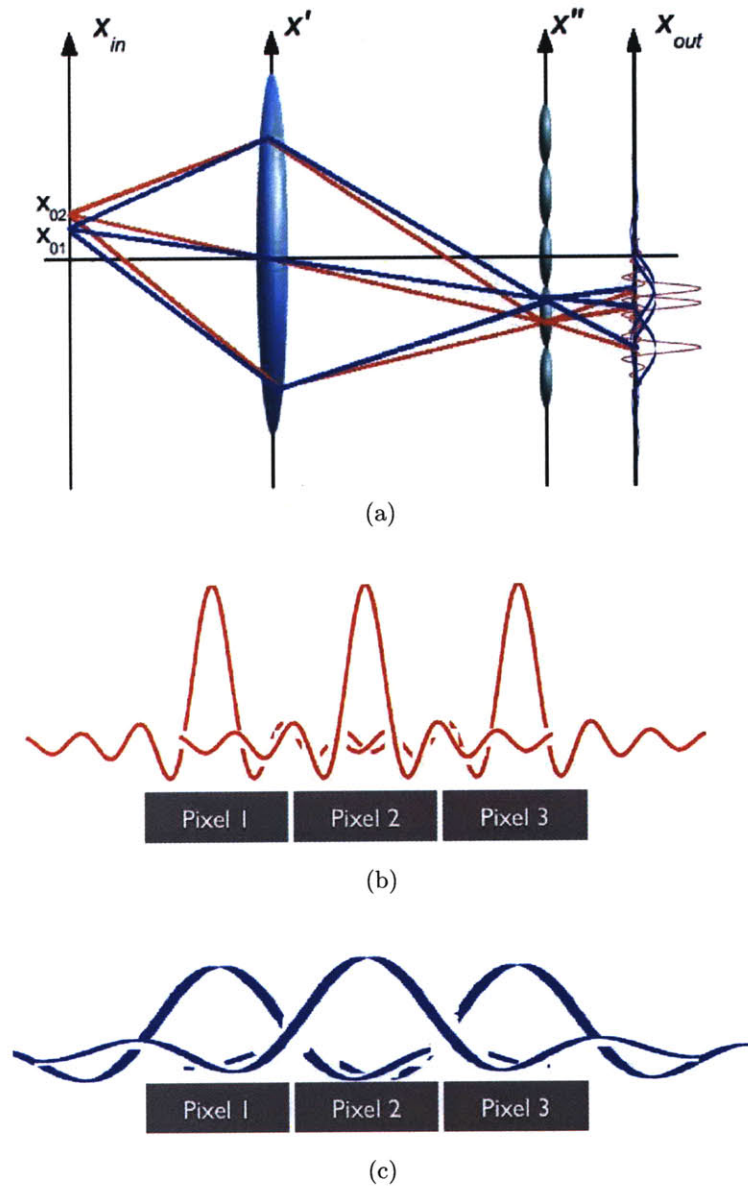 x_in x' x'' x_out
x_02
x_01
(a)
Pixel 1 Pixel 2 Pixel 3
(b)
Pixel 1 Pixel 2 Pixel 3
(c)